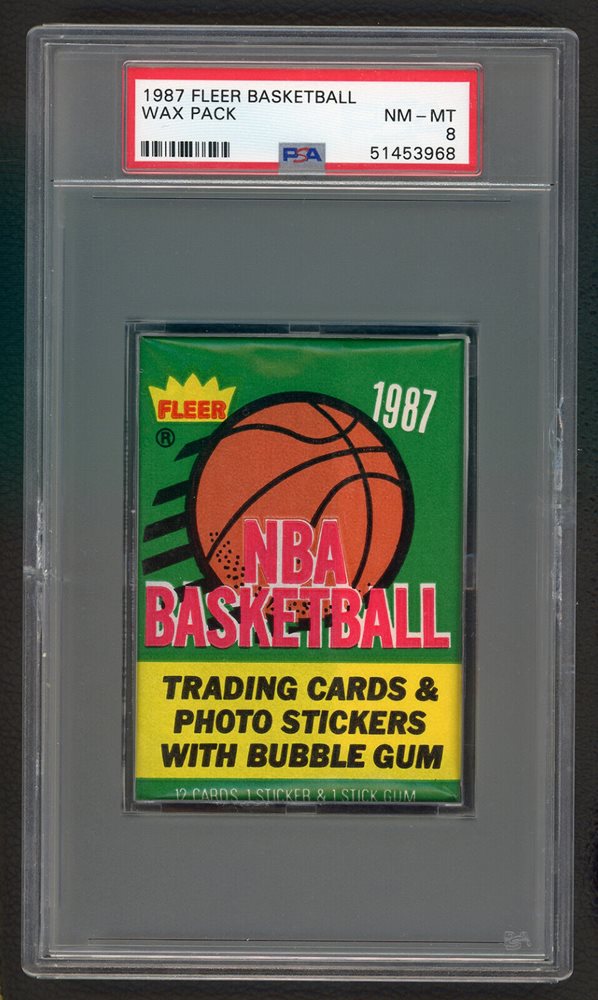 1987 FLEER BASKETBALL
WAX PACK
NM – MT
8
PSA
51453968
FLEER
®
1987
NBA
BASKETBALL
TRADING CARDS &
PHOTO STICKERS
WITH BUBBLE GUM
12 CARDS 1 STICKER & 1 STICK GUM
PSA